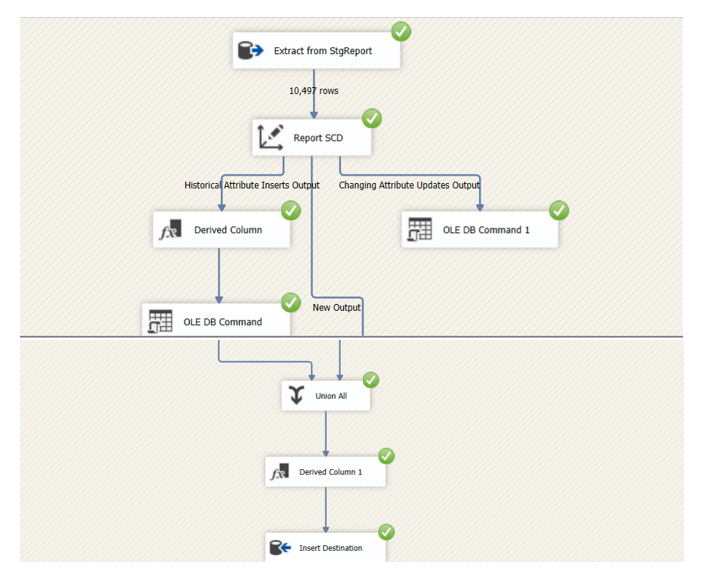 Extract from StgReport
10,497 rows
Report SCD
Historical Attribute Inserts Output
Changing Attribute Updates Output
Derived Column
OLE DB Command 1
New Output
OLE DB Command
Union All
Derived Column 1
Insert Destination